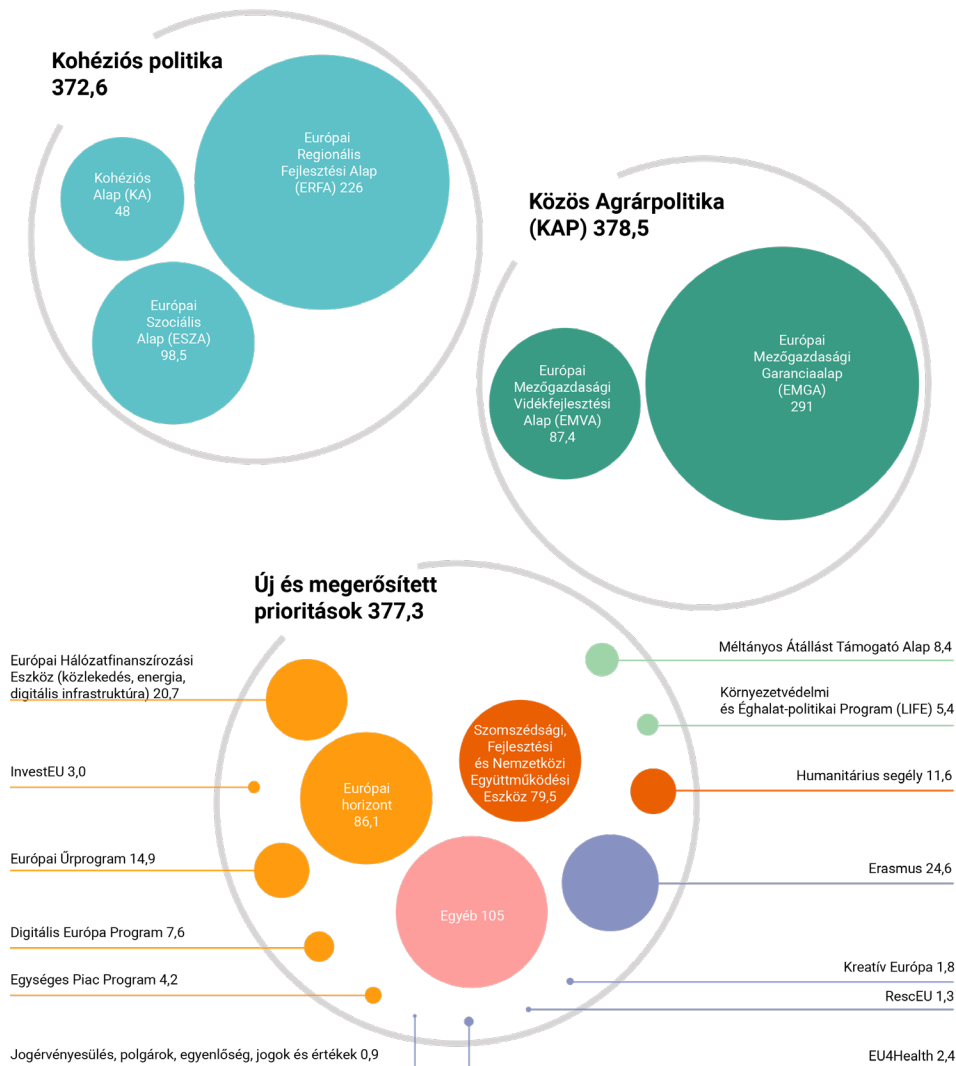 Kohéziós politika
372,6
Európai
Regionális
Fejlesztési Alap
(ERFA) 226
Kohéziós
Alap (KA)
48
Európai
Szociális
Alap (ESZA)
98,5
Közös Agrárpolitika
(KAP) 378,5
Európai
Mezőgazdasági
Vidékfejlesztési
Alap (EMVA)
87,4
Európai
Mezőgazdasági
Garanciaalap
(EMGA)
291
Új és megerősített
prioritások 377,3
Európai Hálózatfinanszírozási
Eszköz (közlekedés, energia,
digitális infrastruktúra) 20,7
InvestEU 3,0
Európai
horizont
86,1
Európai Űrprogram 14,9
Digitális Európa Program 7,6
Egységes Piac Program 4,2
Jogérvényesülés, polgárok, egyenlőség, jogok és értékek 0,9
Szomszédsági,
Fejlesztési
és Nemzetközi
Együttműködési
Eszköz 79,5
Egyéb 105
Méltányos Átállást Támogató Alap 8,4
Környezetvédelmi
és Éghalat-politikai Program (LIFE) 5,4
Humanitárius segély 11,6
Erasmus 24,6
Kreatív Európa 1,8
RescEU 1,3
EU4Health 2,4